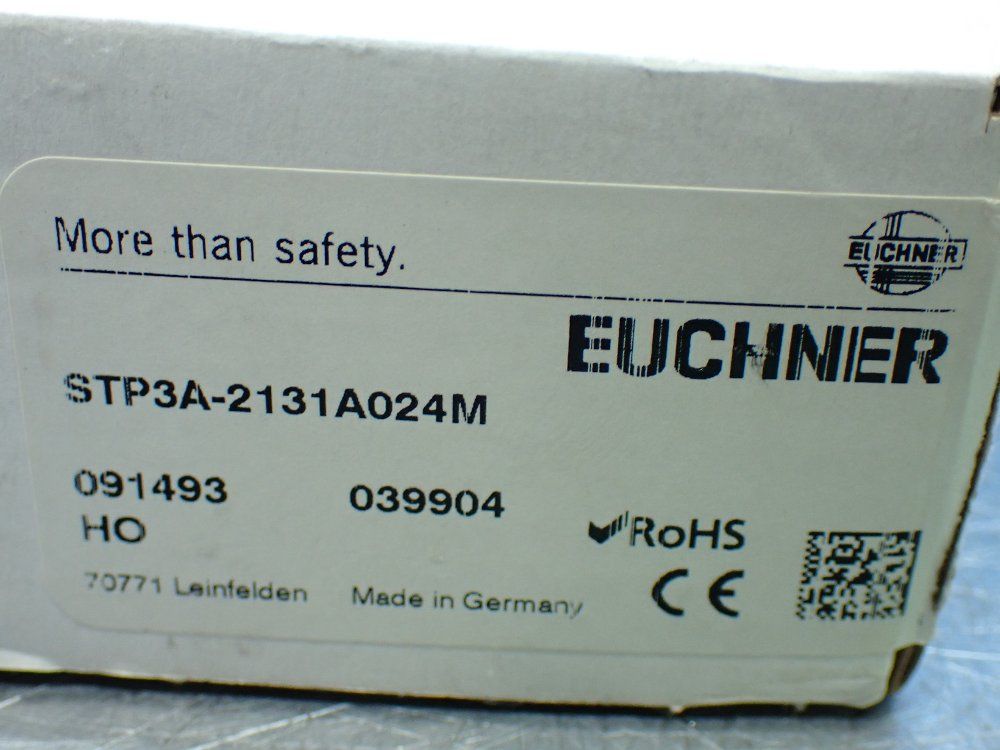 More than safety.
EUCHNER
EUCHNER
STP3A-2131A024M
091493 039904
HO
RoHS
CE
70771 Leinfelden Made in Germany